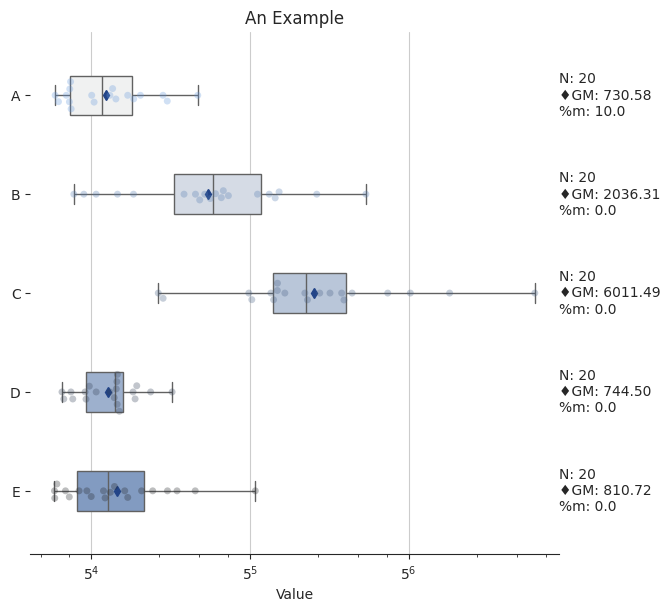 An Example
A
N: 20
♦GM: 730.58
%m: 10.0
B
N: 20
♦GM: 2036.31
%m: 0.0
C
N: 20
♦GM: 6011.49
%m: 0.0
D
N: 20
♦GM: 744.50
%m: 0.0
E
N: 20
♦GM: 810.72
%m: 0.0
5⁴ 5⁵ 5⁶
Value